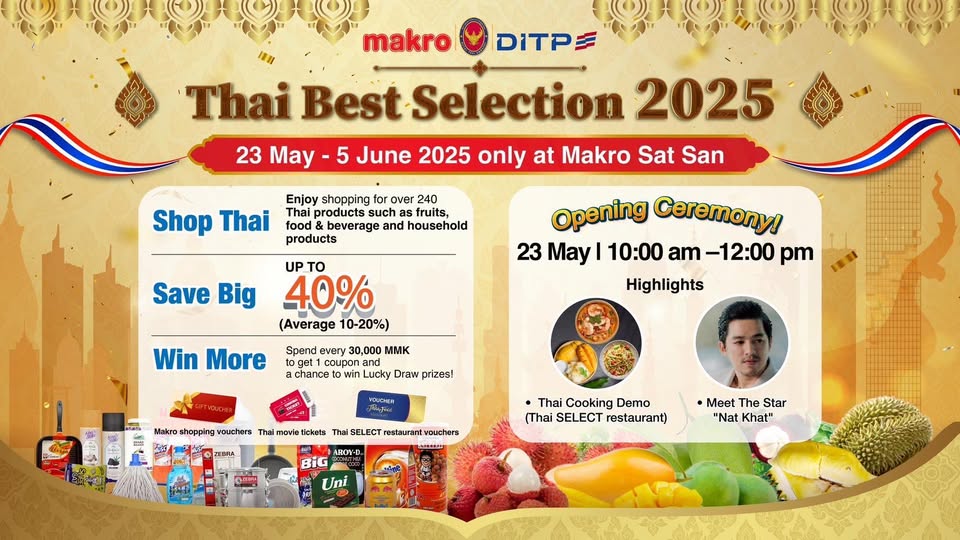 makro DITP
Thai Best Selection 2025
23 May - 5 June 2025 only at Makro Sat San
Shop Thai
Enjoy shopping for over 240
Thai products such as fruits,
food & beverage and household
products
Save Big
UP TO
40%
(Average 10-20%)
Win More
Spend every 30,000 MMK
to get 1 coupon and
a chance to win Lucky Draw prizes!
GIFT VOUCHER
VOUCHER
Makro shopping vouchers
Thai movie tickets
Thai SELECT restaurant vouchers
Opening Ceremony!
23 May | 10:00 am –12:00 pm
Highlights
• Thai Cooking Demo
(Thai SELECT restaurant)
• Meet The Star
"Nat Khat"
ZEBRA
BIG
AROY-D
COCONUT MILK
Uni
ZEBRA